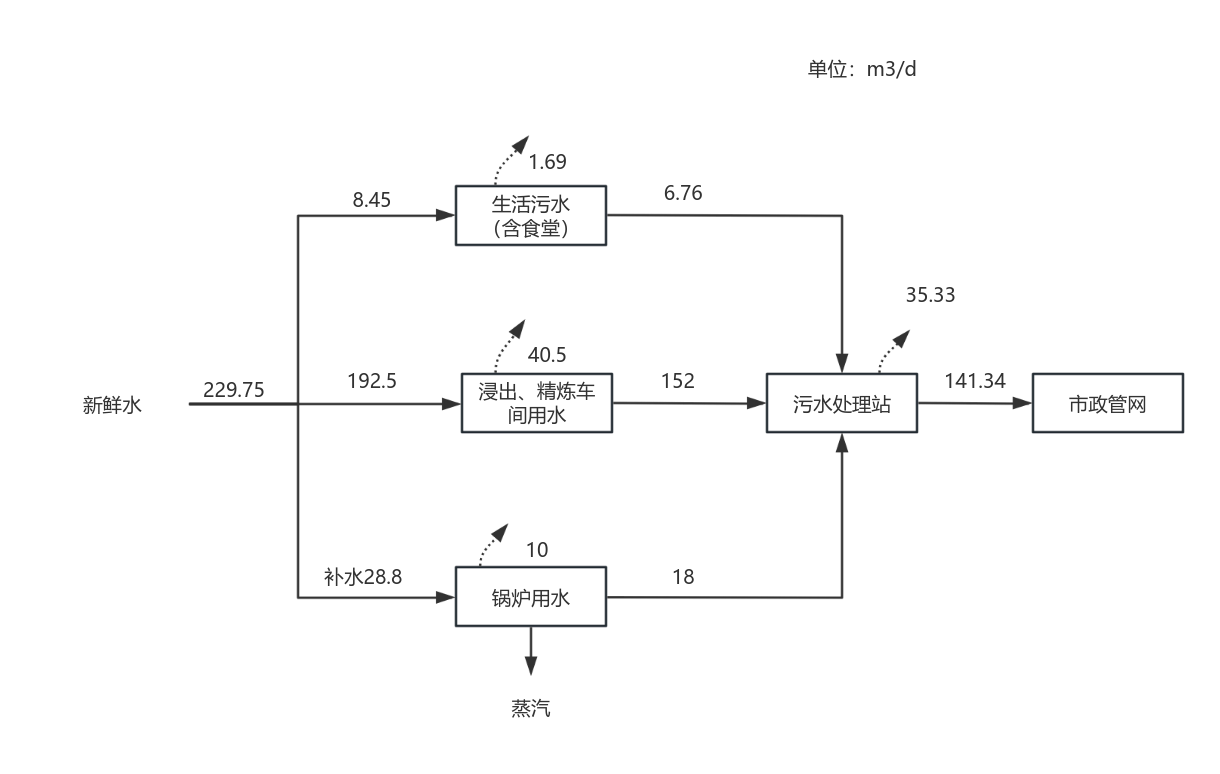 单位：m3/d
1.69
8.45
生活污水
（含食堂）
6.76
35.33
40.5
新鲜水
229.75
192.5
浸出、精炼车
间用水
152
污水处理站
141.34
市政管网
10
补水28.8
锅炉用水
18
蒸汽